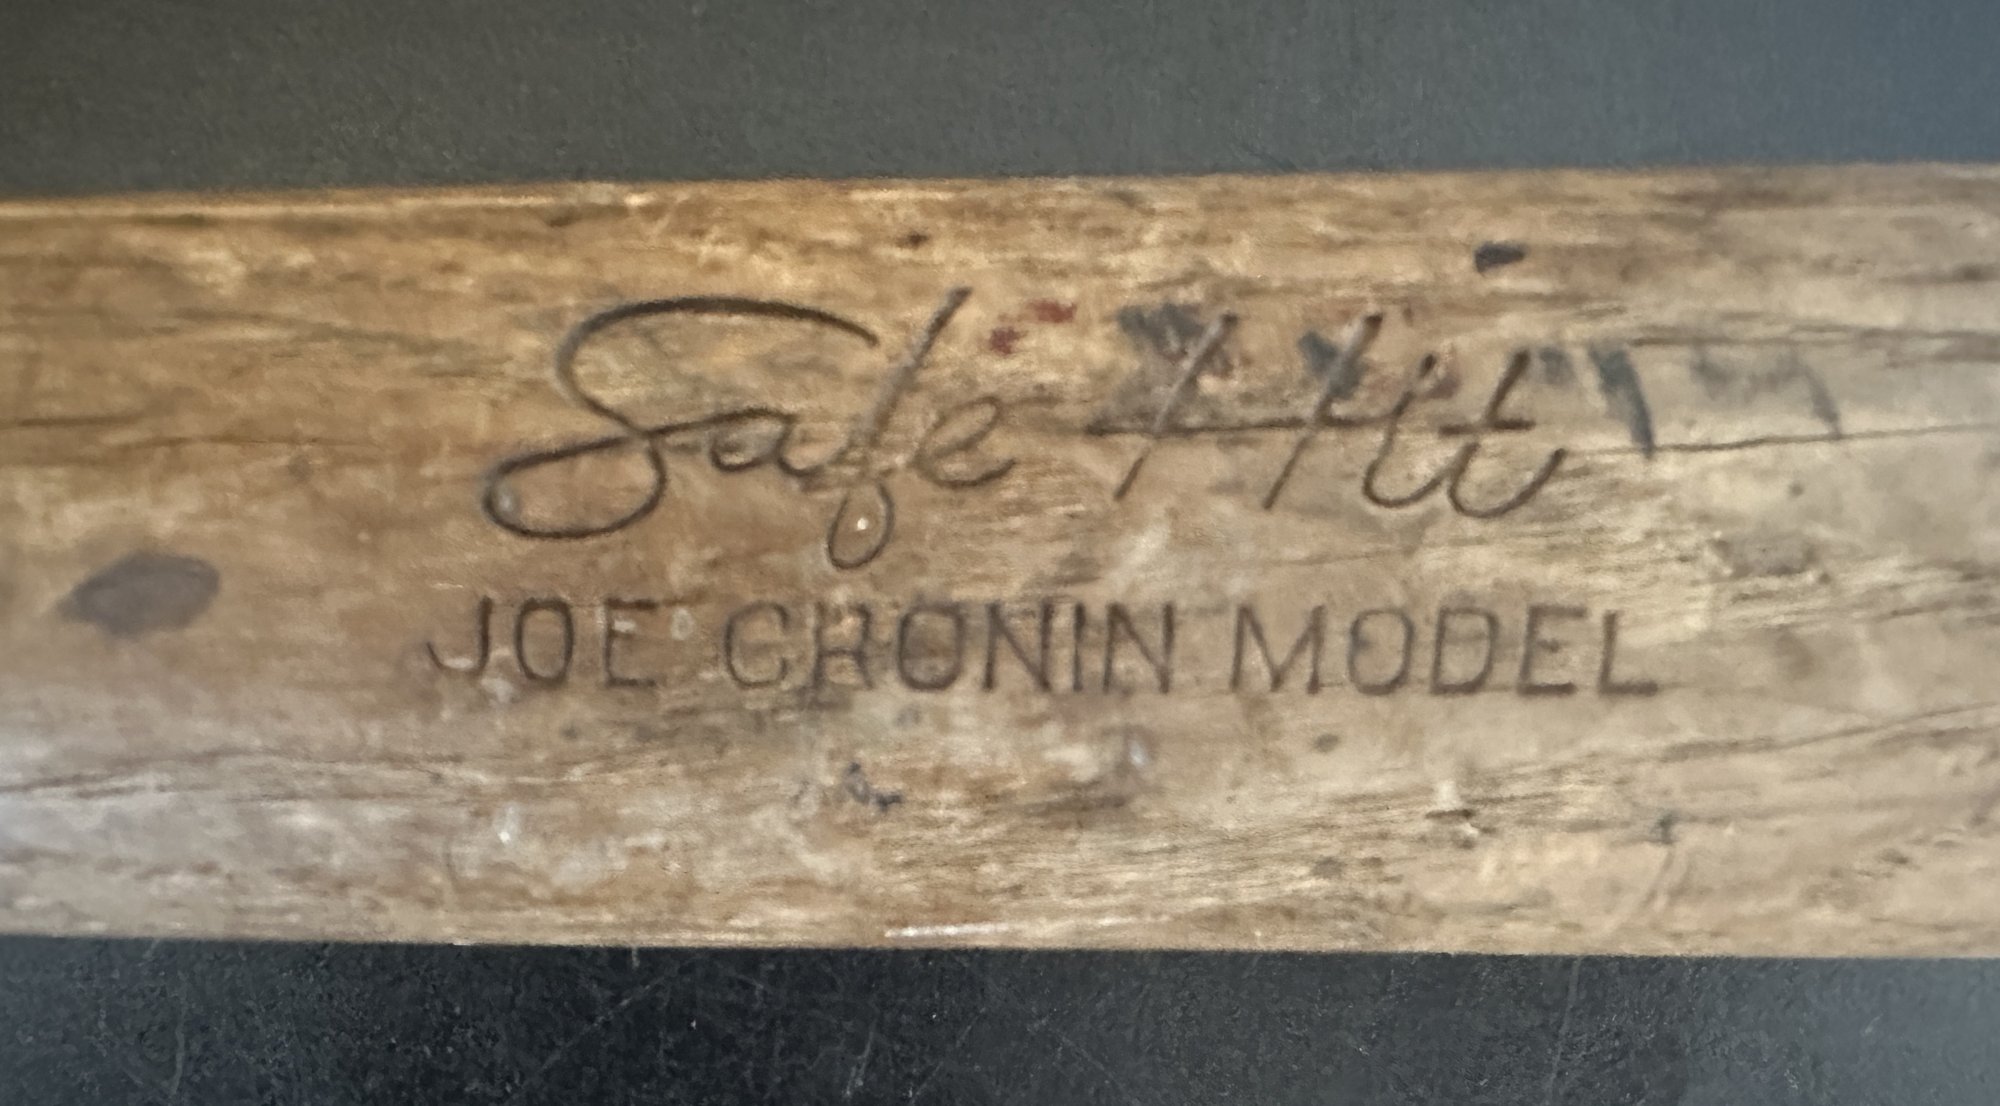 Safe Hit
JOE CRONIN MODEL